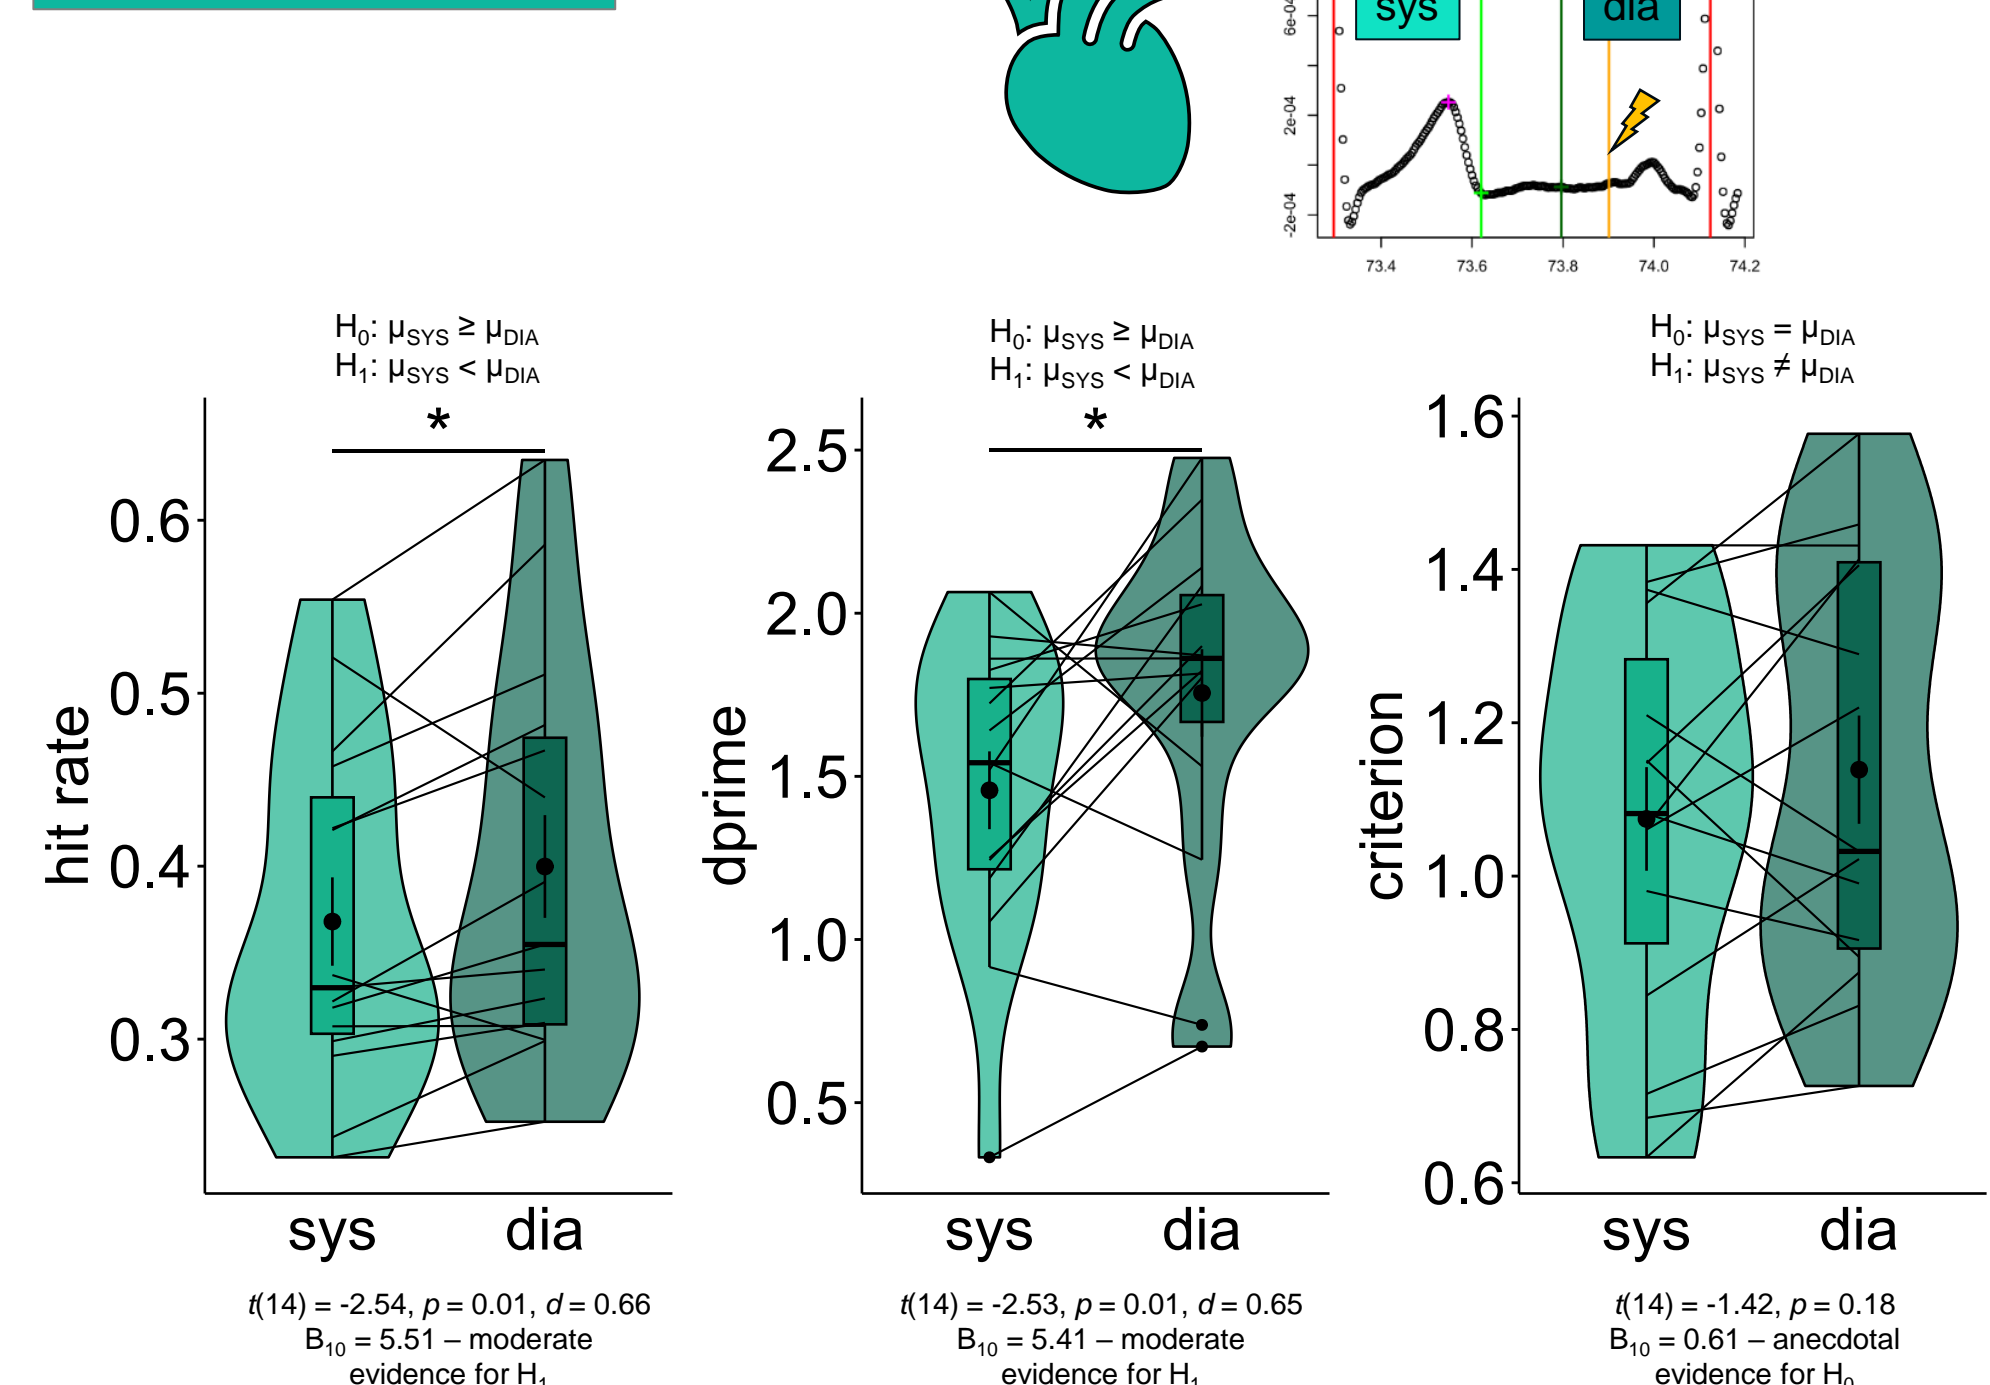 sys
dia
6e-04
2e-04
-2e-04
73.4 73.6 73.8 74.0 74.2
H0: μSYS ≥ μDIA
H1: μSYS < μDIA
*
hit rate
0.6
0.5
0.4
0.3
sys dia
t(14) = -2.54, p = 0.01, d = 0.66
B10 = 5.51 – moderate
evidence for H1
H0: μSYS ≥ μDIA
H1: μSYS < μDIA
*
dprime
2.5
2.0
1.5
1.0
0.5
sys dia
t(14) = -2.53, p = 0.01, d = 0.65
B10 = 5.41 – moderate
evidence for H1
H0: μSYS = μDIA
H1: μSYS ≠ μDIA
criterion
1.6
1.4
1.2
1.0
0.8
0.6
sys dia
t(14) = -1.42, p = 0.18
B10 = 0.61 – anecdotal
evidence for H0